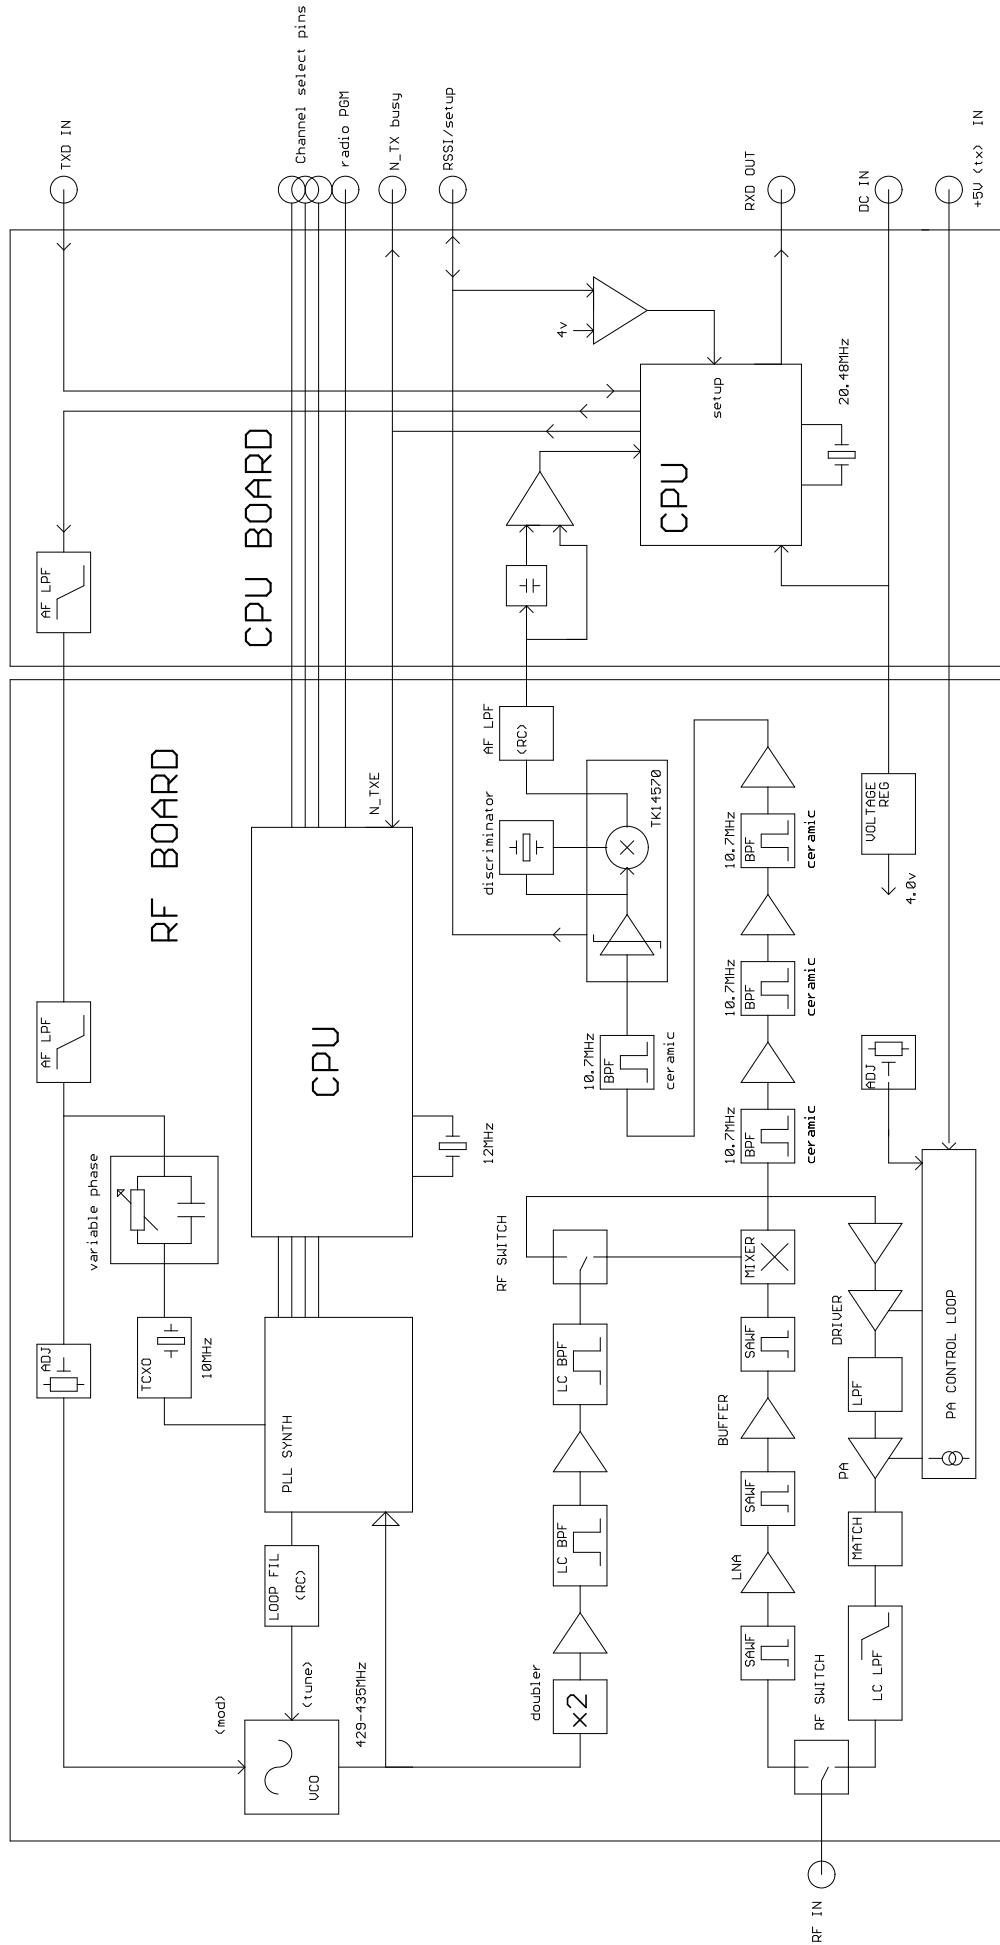 TXD IN
Channel select pins
radio PGM
N_TX busy
RSSI/setup
RXD OUT
DC IN
+5V (tx) IN
CPU BOARD
AF LPF
4v
setup
CPU
20.48MHz
RF BOARD
AF LPF
N_TXE
CPU
12MHz
variable phase
ADJ
TCXO
10MHz
PLL SYNTH
LOOP FIL
(RC)
(mod)
(tune)
VCO
429-435MHz
AF LPF
(RC)
discriminator
TK14570
10.7MHz
BPF
ceramic
10.7MHz
BPF
ceramic
10.7MHz
BPF
ceramic
10.7MHz
BPF
ceramic
VOLTAGE
REG
4.0v
ADJ
RF SWITCH
LC BPF
LC BPF
doubler
x2
MIXER
SAWF
BUFFER
SAWF
LNA
SAWF
DRIVER
LPF
PA
MATCH
LC LPF
PA CONTROL LOOP
RF SWITCH
RF IN